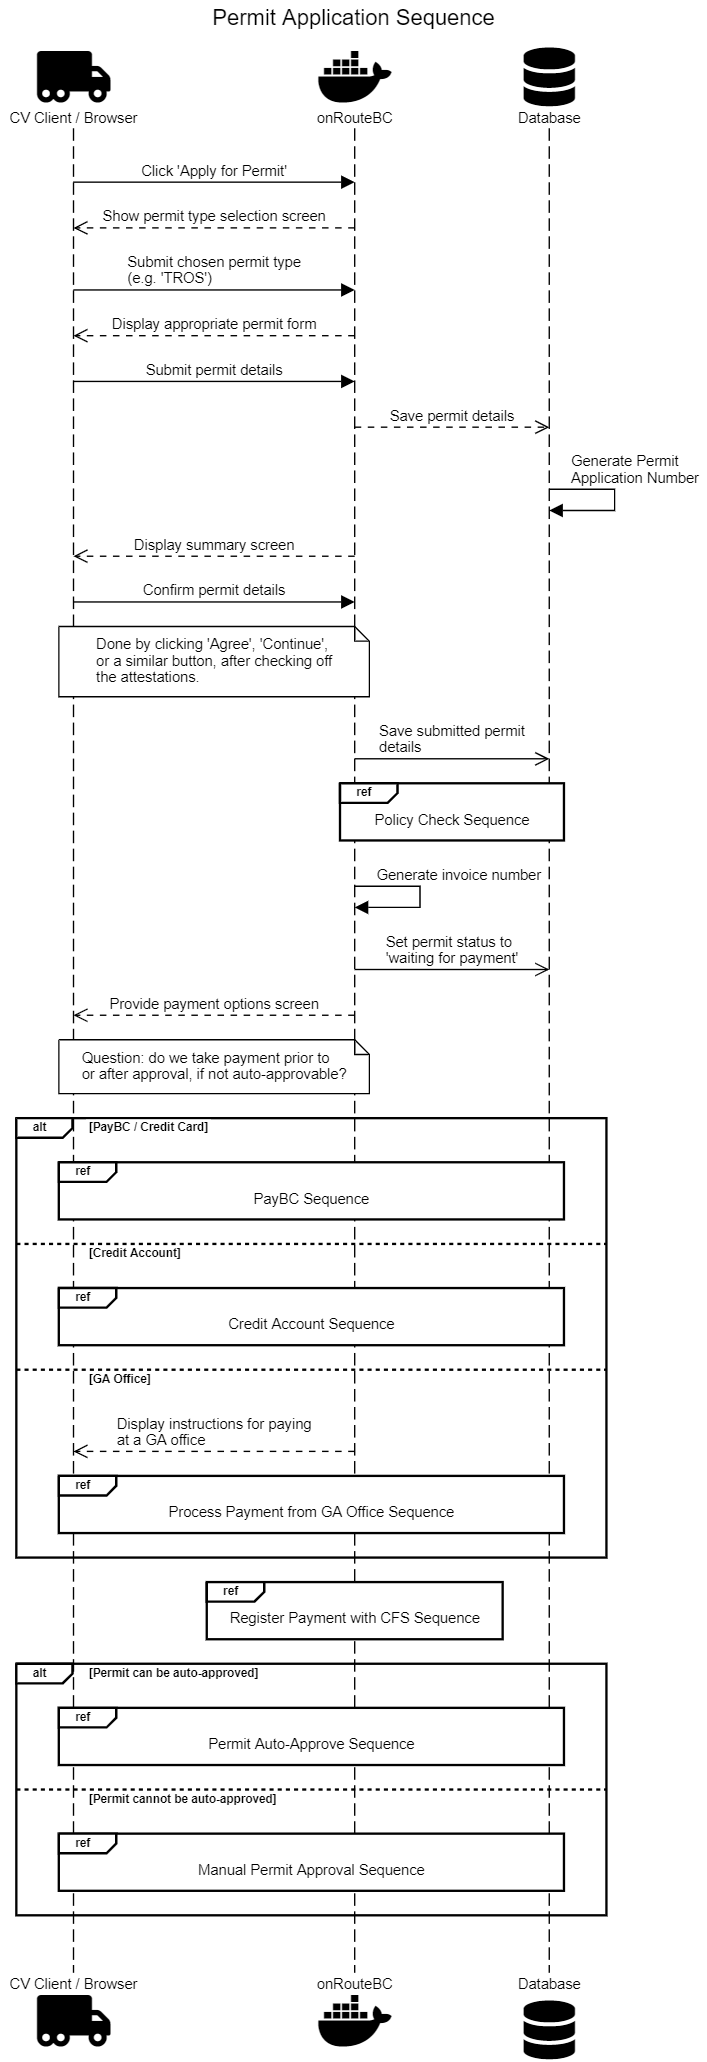 Permit Application Sequence
CV Client / Browser
onRouteBC
Database
Click 'Apply for Permit'
Show permit type selection screen
Submit chosen permit type
(e.g. 'TROS')
Display appropriate permit form
Submit permit details
Save permit details
Generate Permit
Application Number
Display summary screen
Confirm permit details
Done by clicking 'Agree', 'Continue',
or a similar button, after checking off
the attestations.
Save submitted permit
details
ref
Policy Check Sequence
Generate invoice number
Set permit status to
'waiting for payment'
Provide payment options screen
Question: do we take payment prior to
or after approval, if not auto-approvable?
alt
[PayBC / Credit Card]
ref
PayBC Sequence
[Credit Account]
ref
Credit Account Sequence
[GA Office]
Display instructions for paying
at a GA office
ref
Process Payment from GA Office Sequence
ref
Register Payment with CFS Sequence
alt
[Permit can be auto-approved]
ref
Permit Auto-Approve Sequence
[Permit cannot be auto-approved]
ref
Manual Permit Approval Sequence
CV Client / Browser
onRouteBC
Database